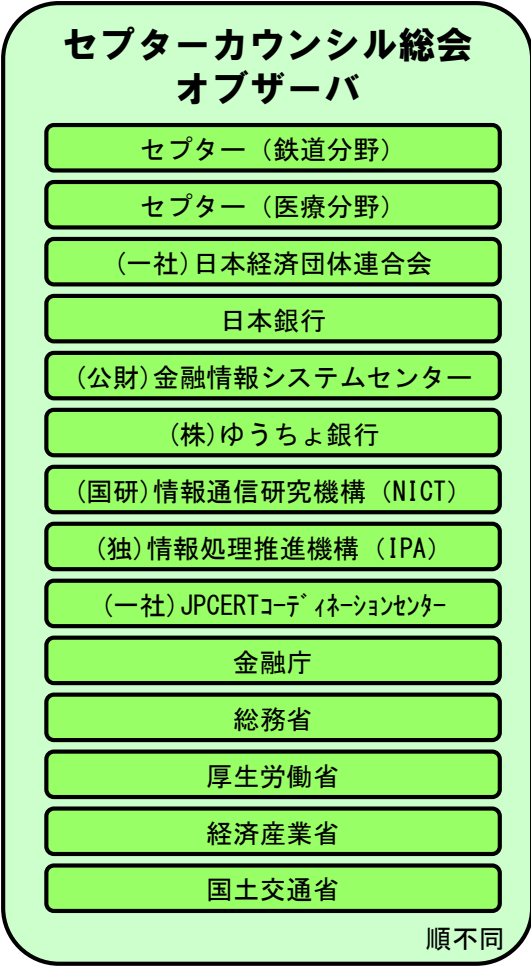 セプターカウンシル総会
オブザーバ
セプター（鉄道分野）
セプター（医療分野）
(一社)日本経済団体連合会
日本銀行
(公財)金融情報システムセンター
(株)ゆうちょ銀行
(国研)情報通信研究機構（NICT）
(独)情報処理推進機構（IPA）
(一社)JPCERTｺｰﾃﾞｨﾈｰｼｮﾝｾﾝﾀｰ
金融庁
総務省
厚生労働省
経済産業省
国土交通省
順不同